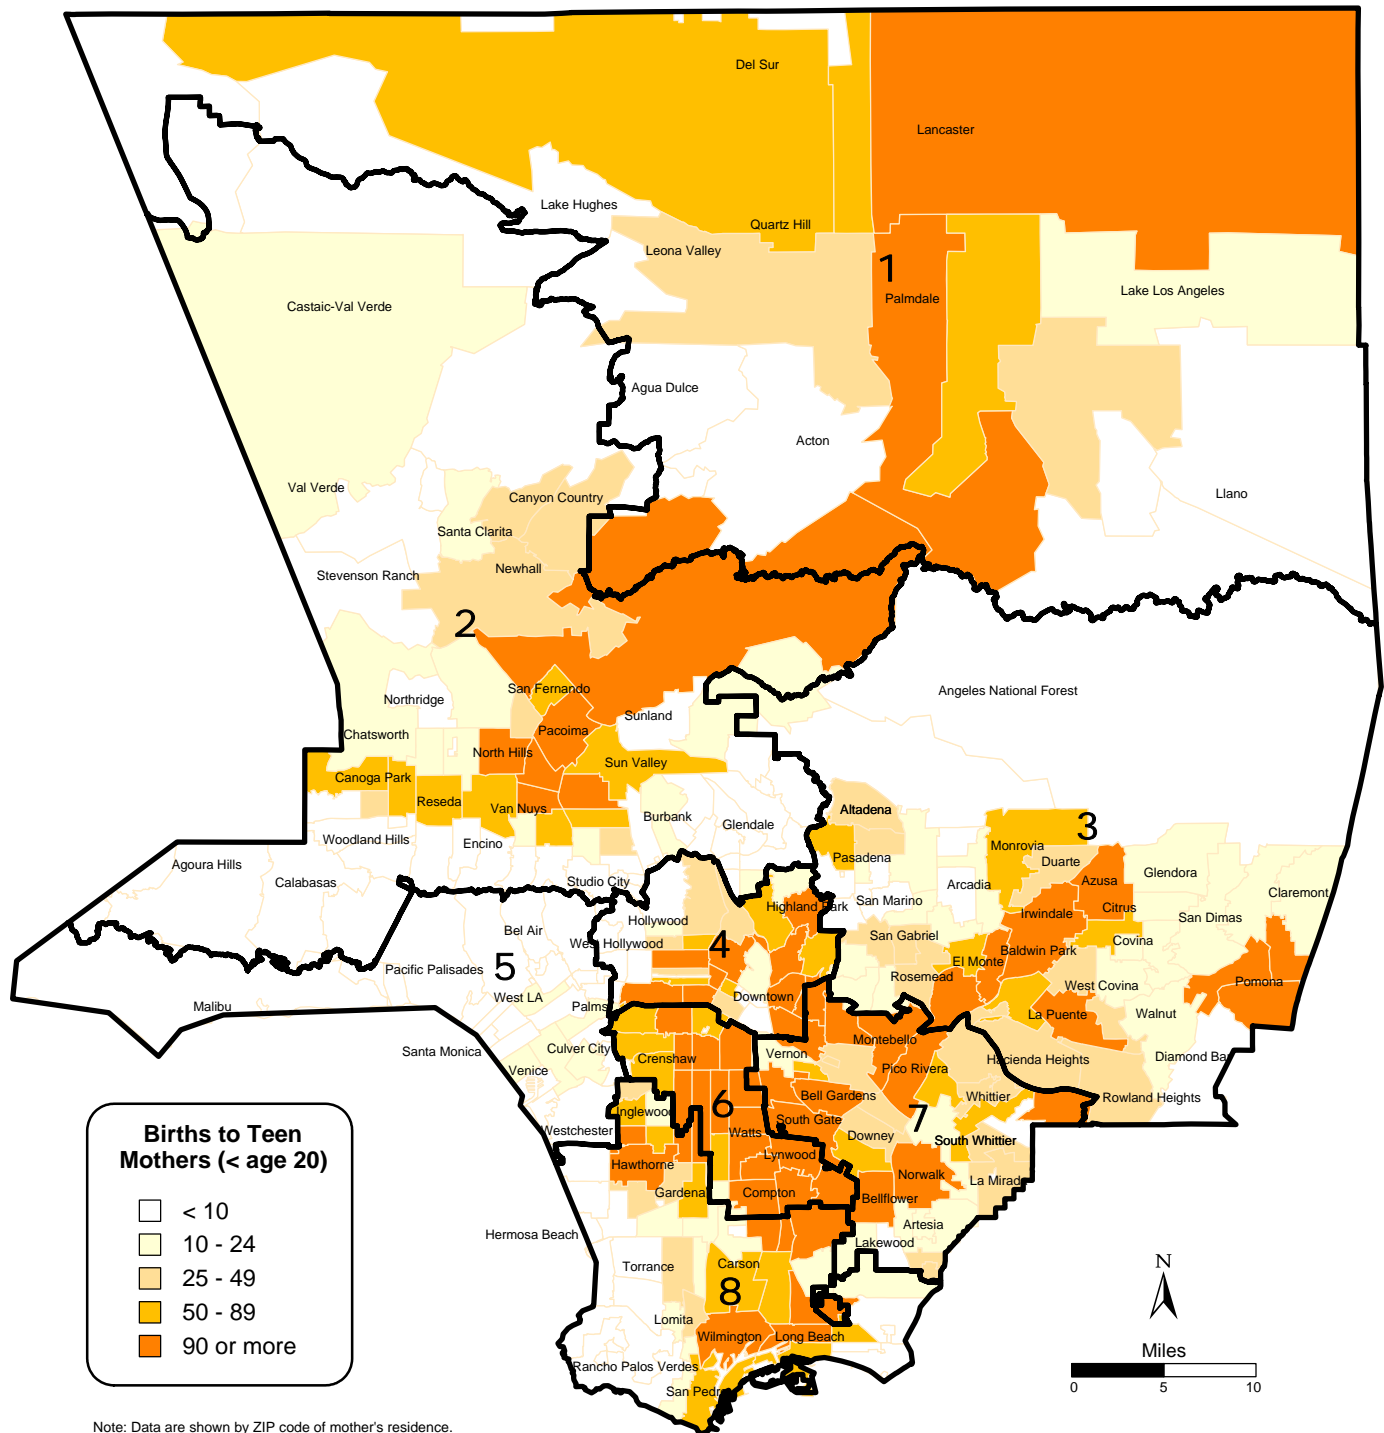 Del Sur
Lancaster
Lake Hughes
Quartz Hill
Leona Valley
1
Palmdale
Lake Los Angeles
Castaic-Val Verde
Agua Dulce
Acton
Val Verde
Canyon Country
Llano
Santa Clarita
Newhall
Stevenson Ranch
2
San Fernando
Angeles National Forest
Northridge
Sunland
Chatsworth
Pacoima
North Hills
Sun Valley
Canoga Park
Reseda
Van Nuys
Burbank
Altadena
Glendale
3
Woodland Hills
Encino
Monrovia
Pasadena
Duarte
Agoura Hills
Calabasas
Studio City
Arcadia
Azusa
Glendora
San Marino
Claremont
Highland Park
Irwindale
Citrus
San Dimas
Hollywood
Bel Air
West Hollywood
4
San Gabriel
Baldwin Park
Covina
5
Pacific Palisades
El Monte
Rosemead
Pomona
West Covina
West LA
Downtown
Malibu
Palms
La Puente
Walnut
Santa Monica
Culver City
Vernon
Montebello
Crenshaw
Hacienda Heights
Diamond Bar
Venice
Pico Rivera
Bell Gardens
Whittier
Rowland Heights
6
Inglewood
South Gate
7
Westchester
Watts
Downey
South Whittier
Lynwood
Hawthorne
Norwalk
La Mirada
Gardena
Compton
Bellflower
Hermosa Beach
Artesia
Lakewood
Torrance
Carson
8
Lomita
Wilmington
Long Beach
Rancho Palos Verdes
San Pedro
Births to Teen
Mothers (< age 20)
< 10
10 - 24
25 - 49
50 - 89
90 or more
N
Miles
0 5 10
Note: Data are shown by ZIP code of mother's residence.